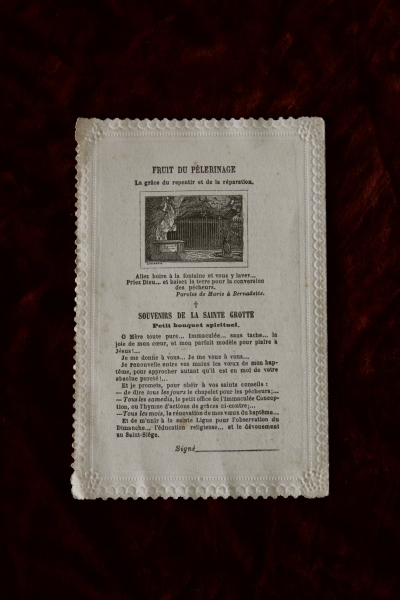 FRUIT DU PÈLERINAGE
La grâce du repentir et de la réparation.
Allez boire à la fontaine et vous y laver...
Priez Dieu... et baisez la terre pour la conversion
des pécheurs.
Paroles de Marie à Bernadette.
SOUVENIRS DE LA SAINTE GROTTE
Petit bouquet spirituel.
O Mère toute pure... Immaculée... sans tache... la
joie de mon cœur, et mon parfait modèle pour plaire à
Jésus!...
Je me donne à vous... Je me voue à vous...
Je renouvelle entre vos mains les vœux de mon bap-
tême, pour approcher autant qu'il est en moi de votre
absolue pureté!...
Et je promets, pour obéir à vos saints conseils :
— de dire tous les jours le chapelet pour les pécheurs;...
— Tous les samedis, le petit office de l'Immaculée Concep-
tion, ou l'hymne d'actions de grâces ci-contre;...
— Tous les mois, la rénovation de mes vœux du baptême...
Et de m'unir à la sainte Ligue pour l'observation du
Dimanche... l'éducation religieuse... et le dévouement
au Saint-Siége.
Signé